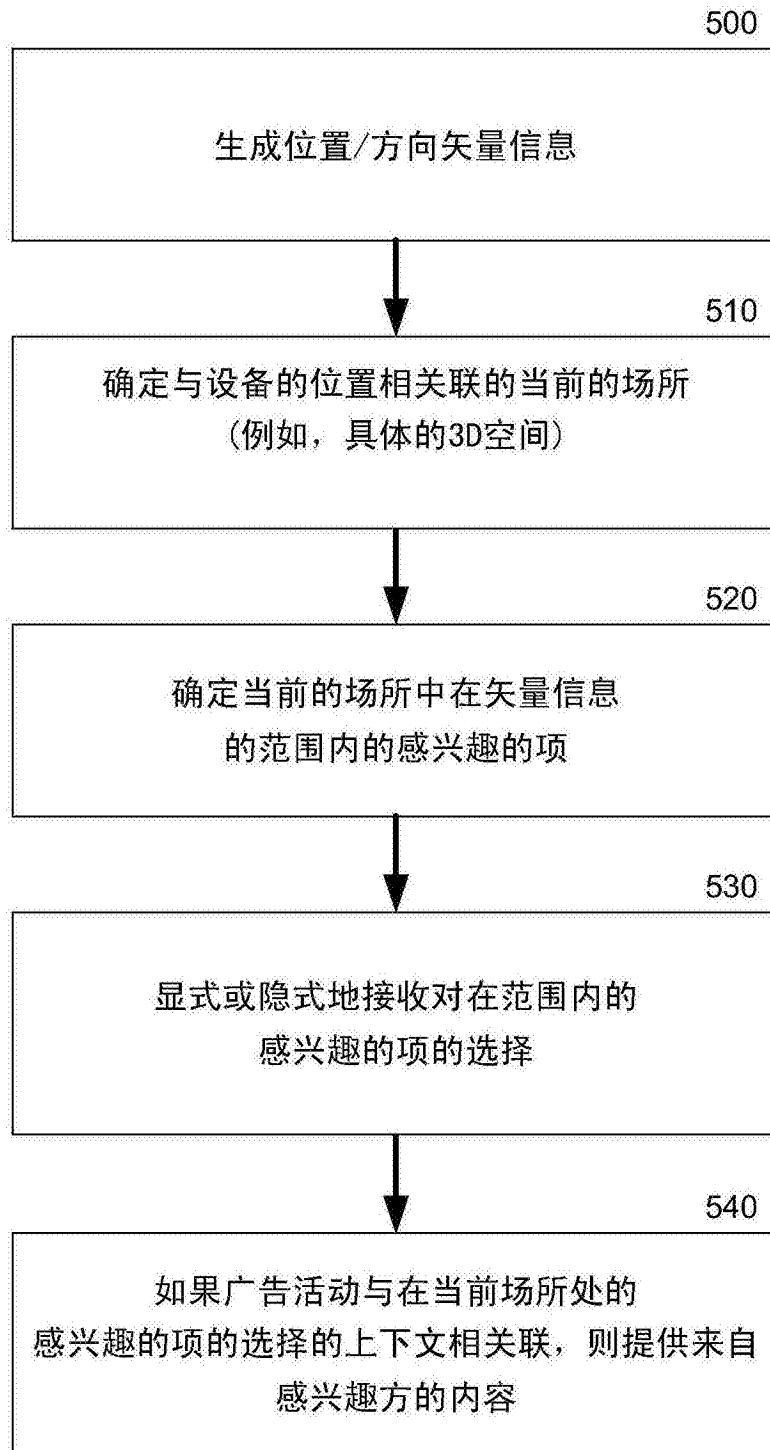 500
生成位置/方向矢量信息
510
确定与设备的位置相关联的当前的场所
(例如，具体的3D空间)
520
确定当前的场所中在矢量信息
的范围内的感兴趣的项
530
显式或隐式地接收对在范围内的
感兴趣的项的选择
540
如果广告活动与在当前场所处的
感兴趣的项的选择的上下文相关联，则提供来自
感兴趣方的内容